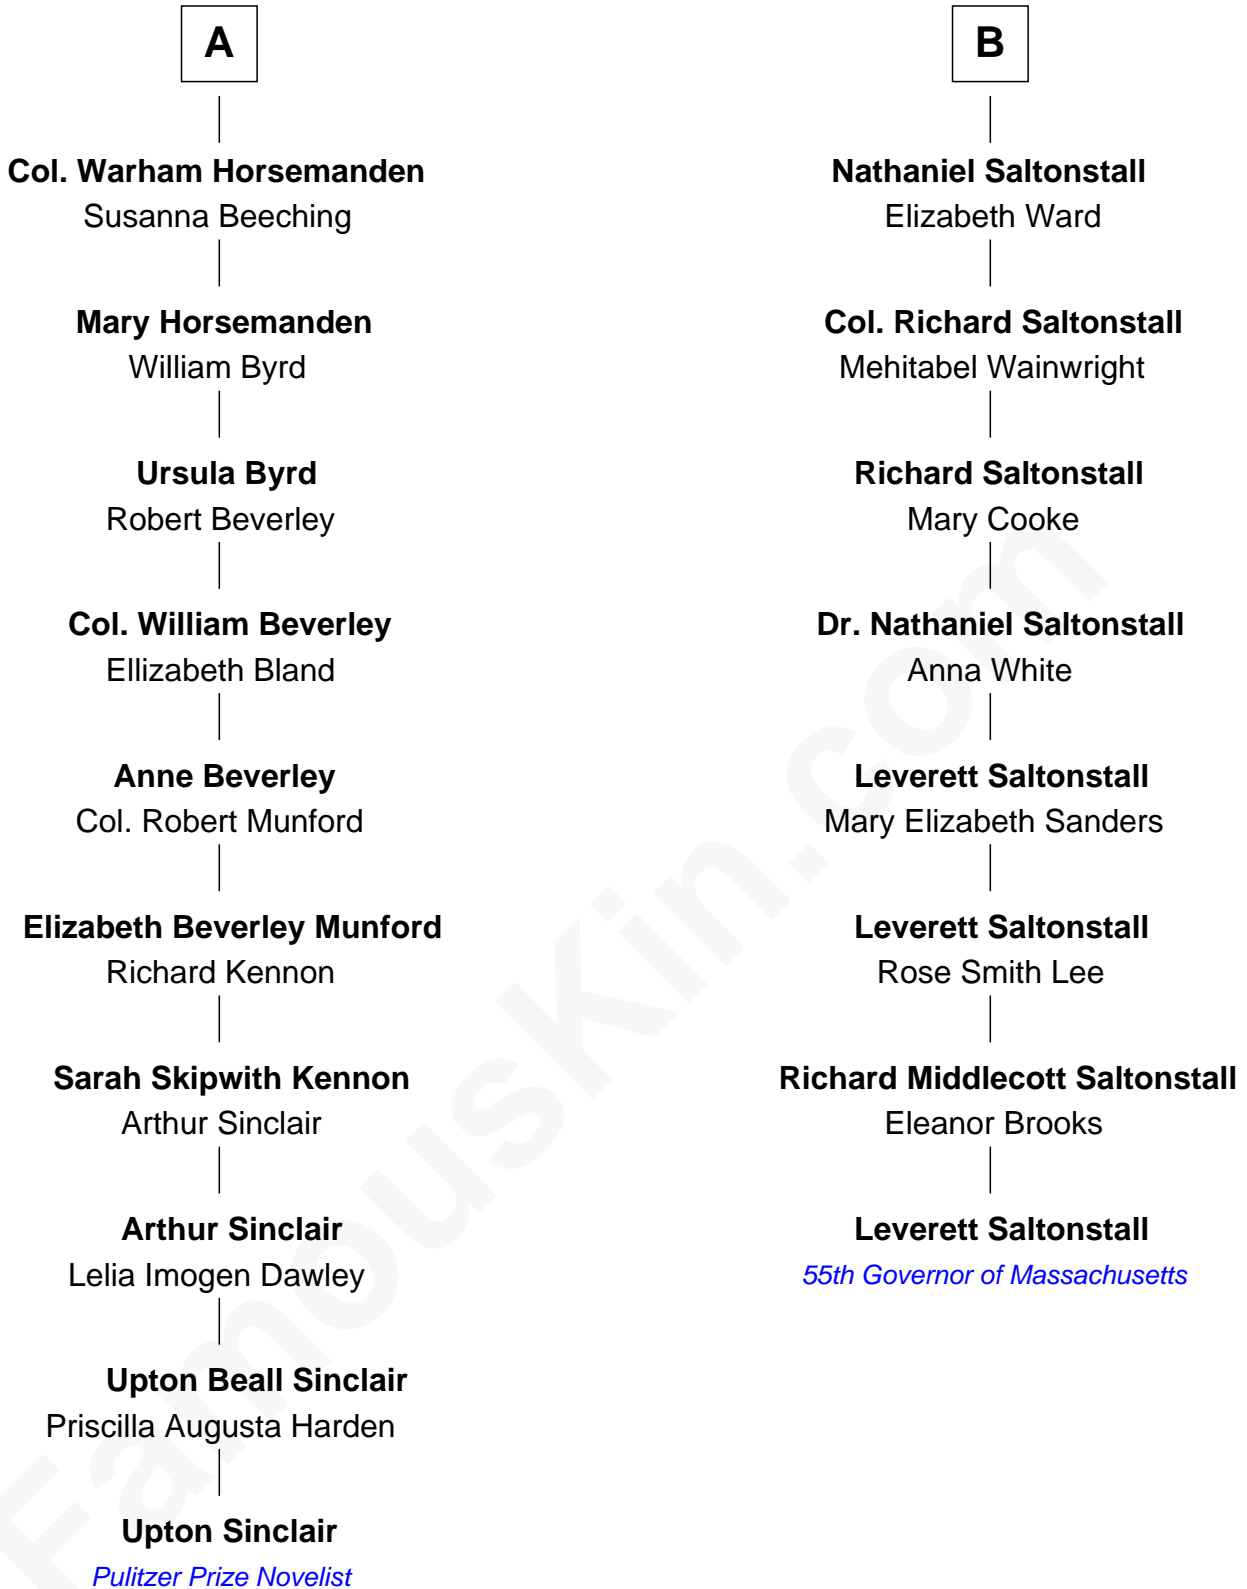 A
Col. Warham Horsemanden
Susanna Beeching
Mary Horsemanden
William Byrd
Ursula Byrd
Robert Beverley
Col. William Beverley
Ellizabeth Bland
Anne Beverley
Col. Robert Munford
Elizabeth Beverley Munford
Richard Kennon
Sarah Skipwith Kennon
Arthur Sinclair
Arthur Sinclair
Lelia Imogen Dawley
Upton Beall Sinclair
Priscilla Augusta Harden
Upton Sinclair
Pulitzer Prize Novelist
B
Nathaniel Saltonstall
Elizabeth Ward
Col. Richard Saltonstall
Mehitabel Wainwright
Richard Saltonstall
Mary Cooke
Dr. Nathaniel Saltonstall
Anna White
Leverett Saltonstall
Mary Elizabeth Sanders
Leverett Saltonstall
Rose Smith Lee
Richard Middlecott Saltonstall
Eleanor Brooks
Leverett Saltonstall
55th Governor of Massachusetts
FamousKin.com